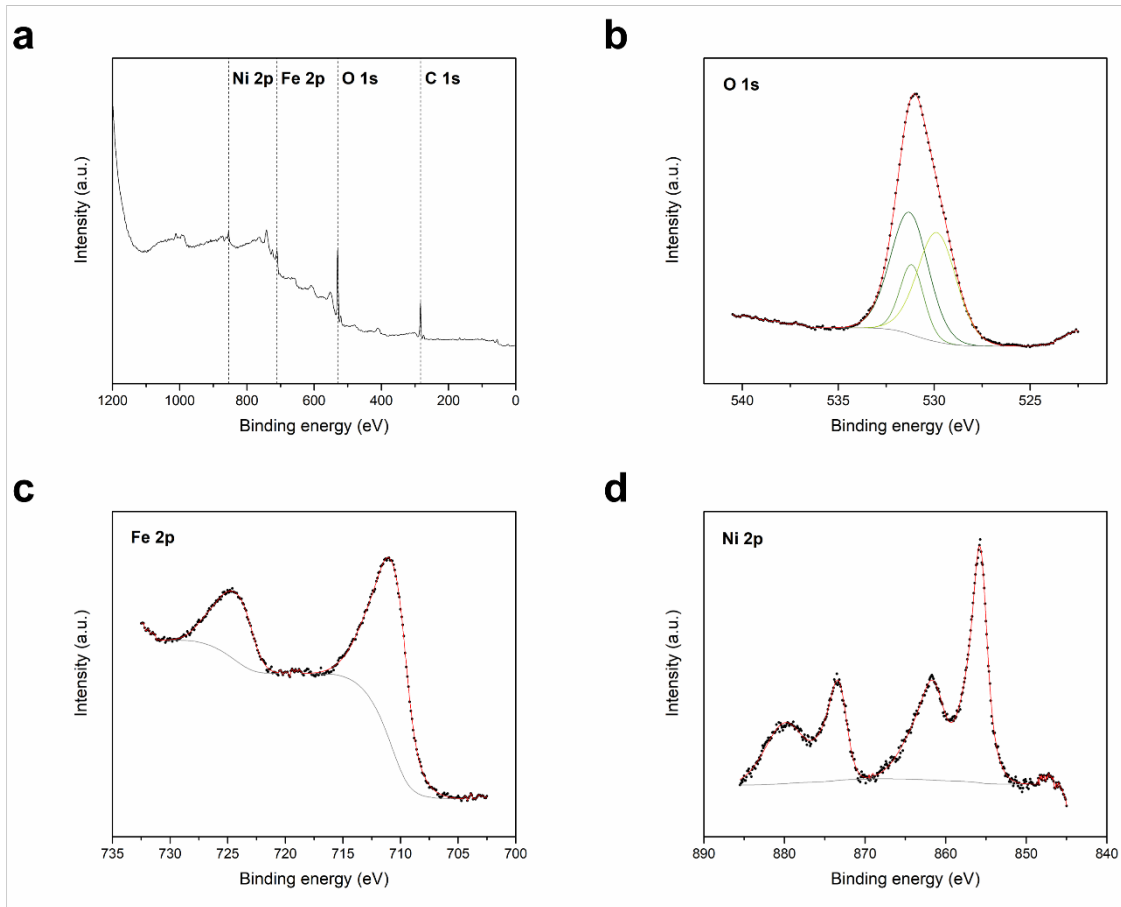 a
Ni 2p Fe 2p O 1s C 1s
Intensity (a.u.)
1200 1000 800 600 400 200 0
Binding energy (eV)
b
O 1s
Intensity (a.u.)
540 535 530 525
Binding energy (eV)
c
Fe 2p
Intensity (a.u.)
735 730 725 720 715 710 705 700
Binding energy (eV)
d
Ni 2p
Intensity (a.u.)
890 880 870 860 850 840
Binding energy (eV)